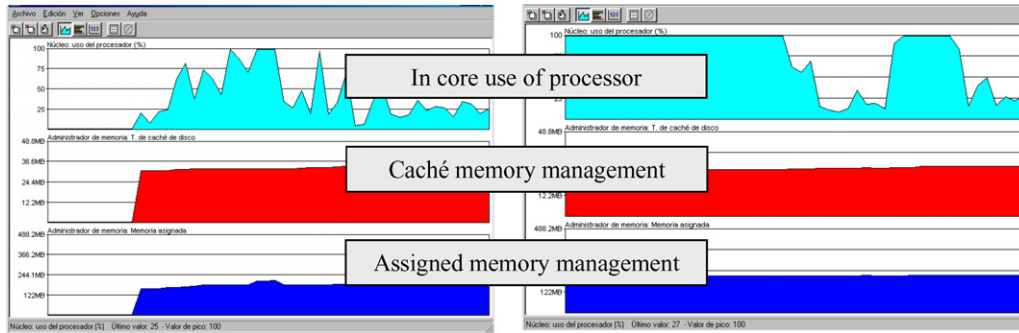 Archivo Edición Ver Opciones Ayuda
Núcleo: uso del procesador (%)
100
75
50
25
Administrador de memoria: T. de caché de disco
48.8MB
36.6MB
24.4MB
12.2MB
Administrador de memoria: Memoria asignada
488.2MB
366.2MB
244.1MB
122MB
Núcleo: uso del procesador (%) Último valor: 25 - Valor de pico: 100
In core use of processor
Caché memory management
Assigned memory management
Núcleo: uso del procesador (%)
100
25
Administrador de memoria: T. de caché de disco
48.8MB
12.2MB
Administrador de memoria: Memoria asignada
488.2MB
122MB
Núcleo: uso del procesador (%) Último valor: 27 - Valor de pico: 100